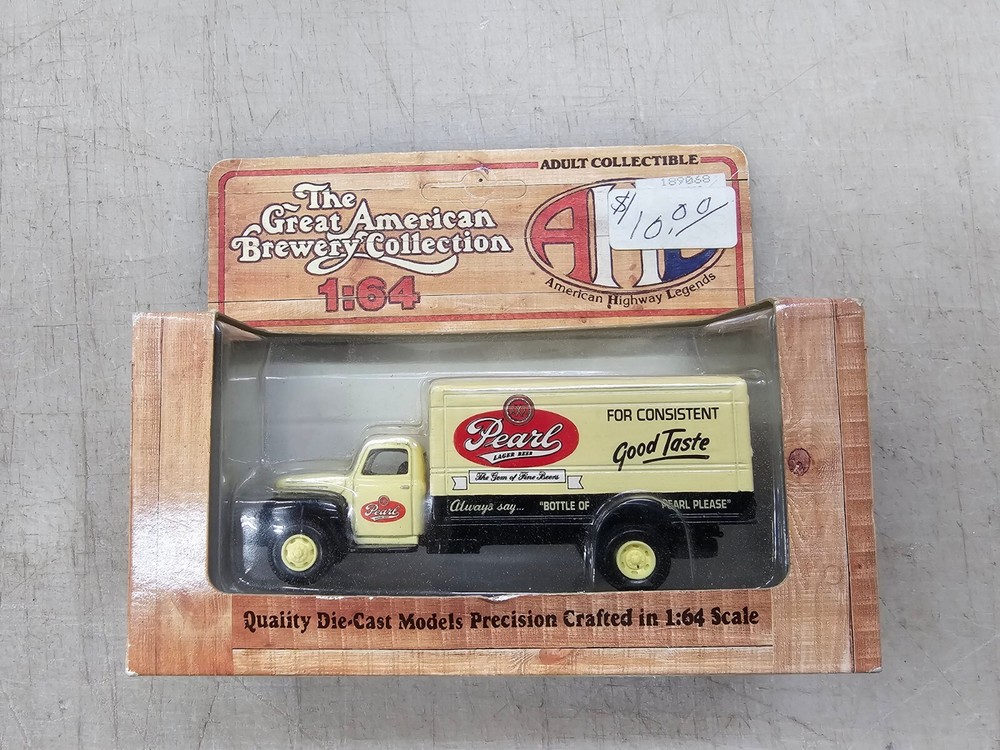 ADULT COLLECTIBLE
The
Great American
Brewery Collection
1:64
189068
$10.00
AHL
American Highway Legends
Pearl
LAGER BEER
The Gem of Fine Beers
FOR CONSISTENT
Good Taste
Always say... "BOTTLE OF PEARL PLEASE"
Pearl
Quality Die-Cast Models Precision Crafted in 1:64 Scale